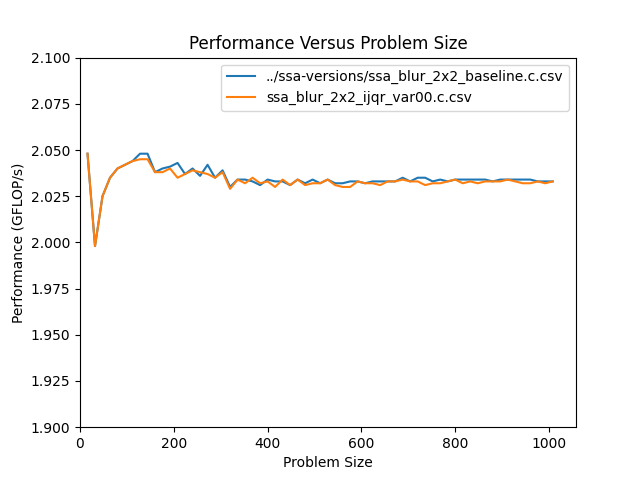 Performance Versus Problem Size
../ssa-versions/ssa_blur_2x2_baseline.c.csv
ssa_blur_2x2_ijqr_var00.c.csv
Performance (GFLOP/s)
2.100
2.075
2.050
2.025
2.000
1.975
1.950
1.925
1.900
0 200 400 600 800 1000
Problem Size